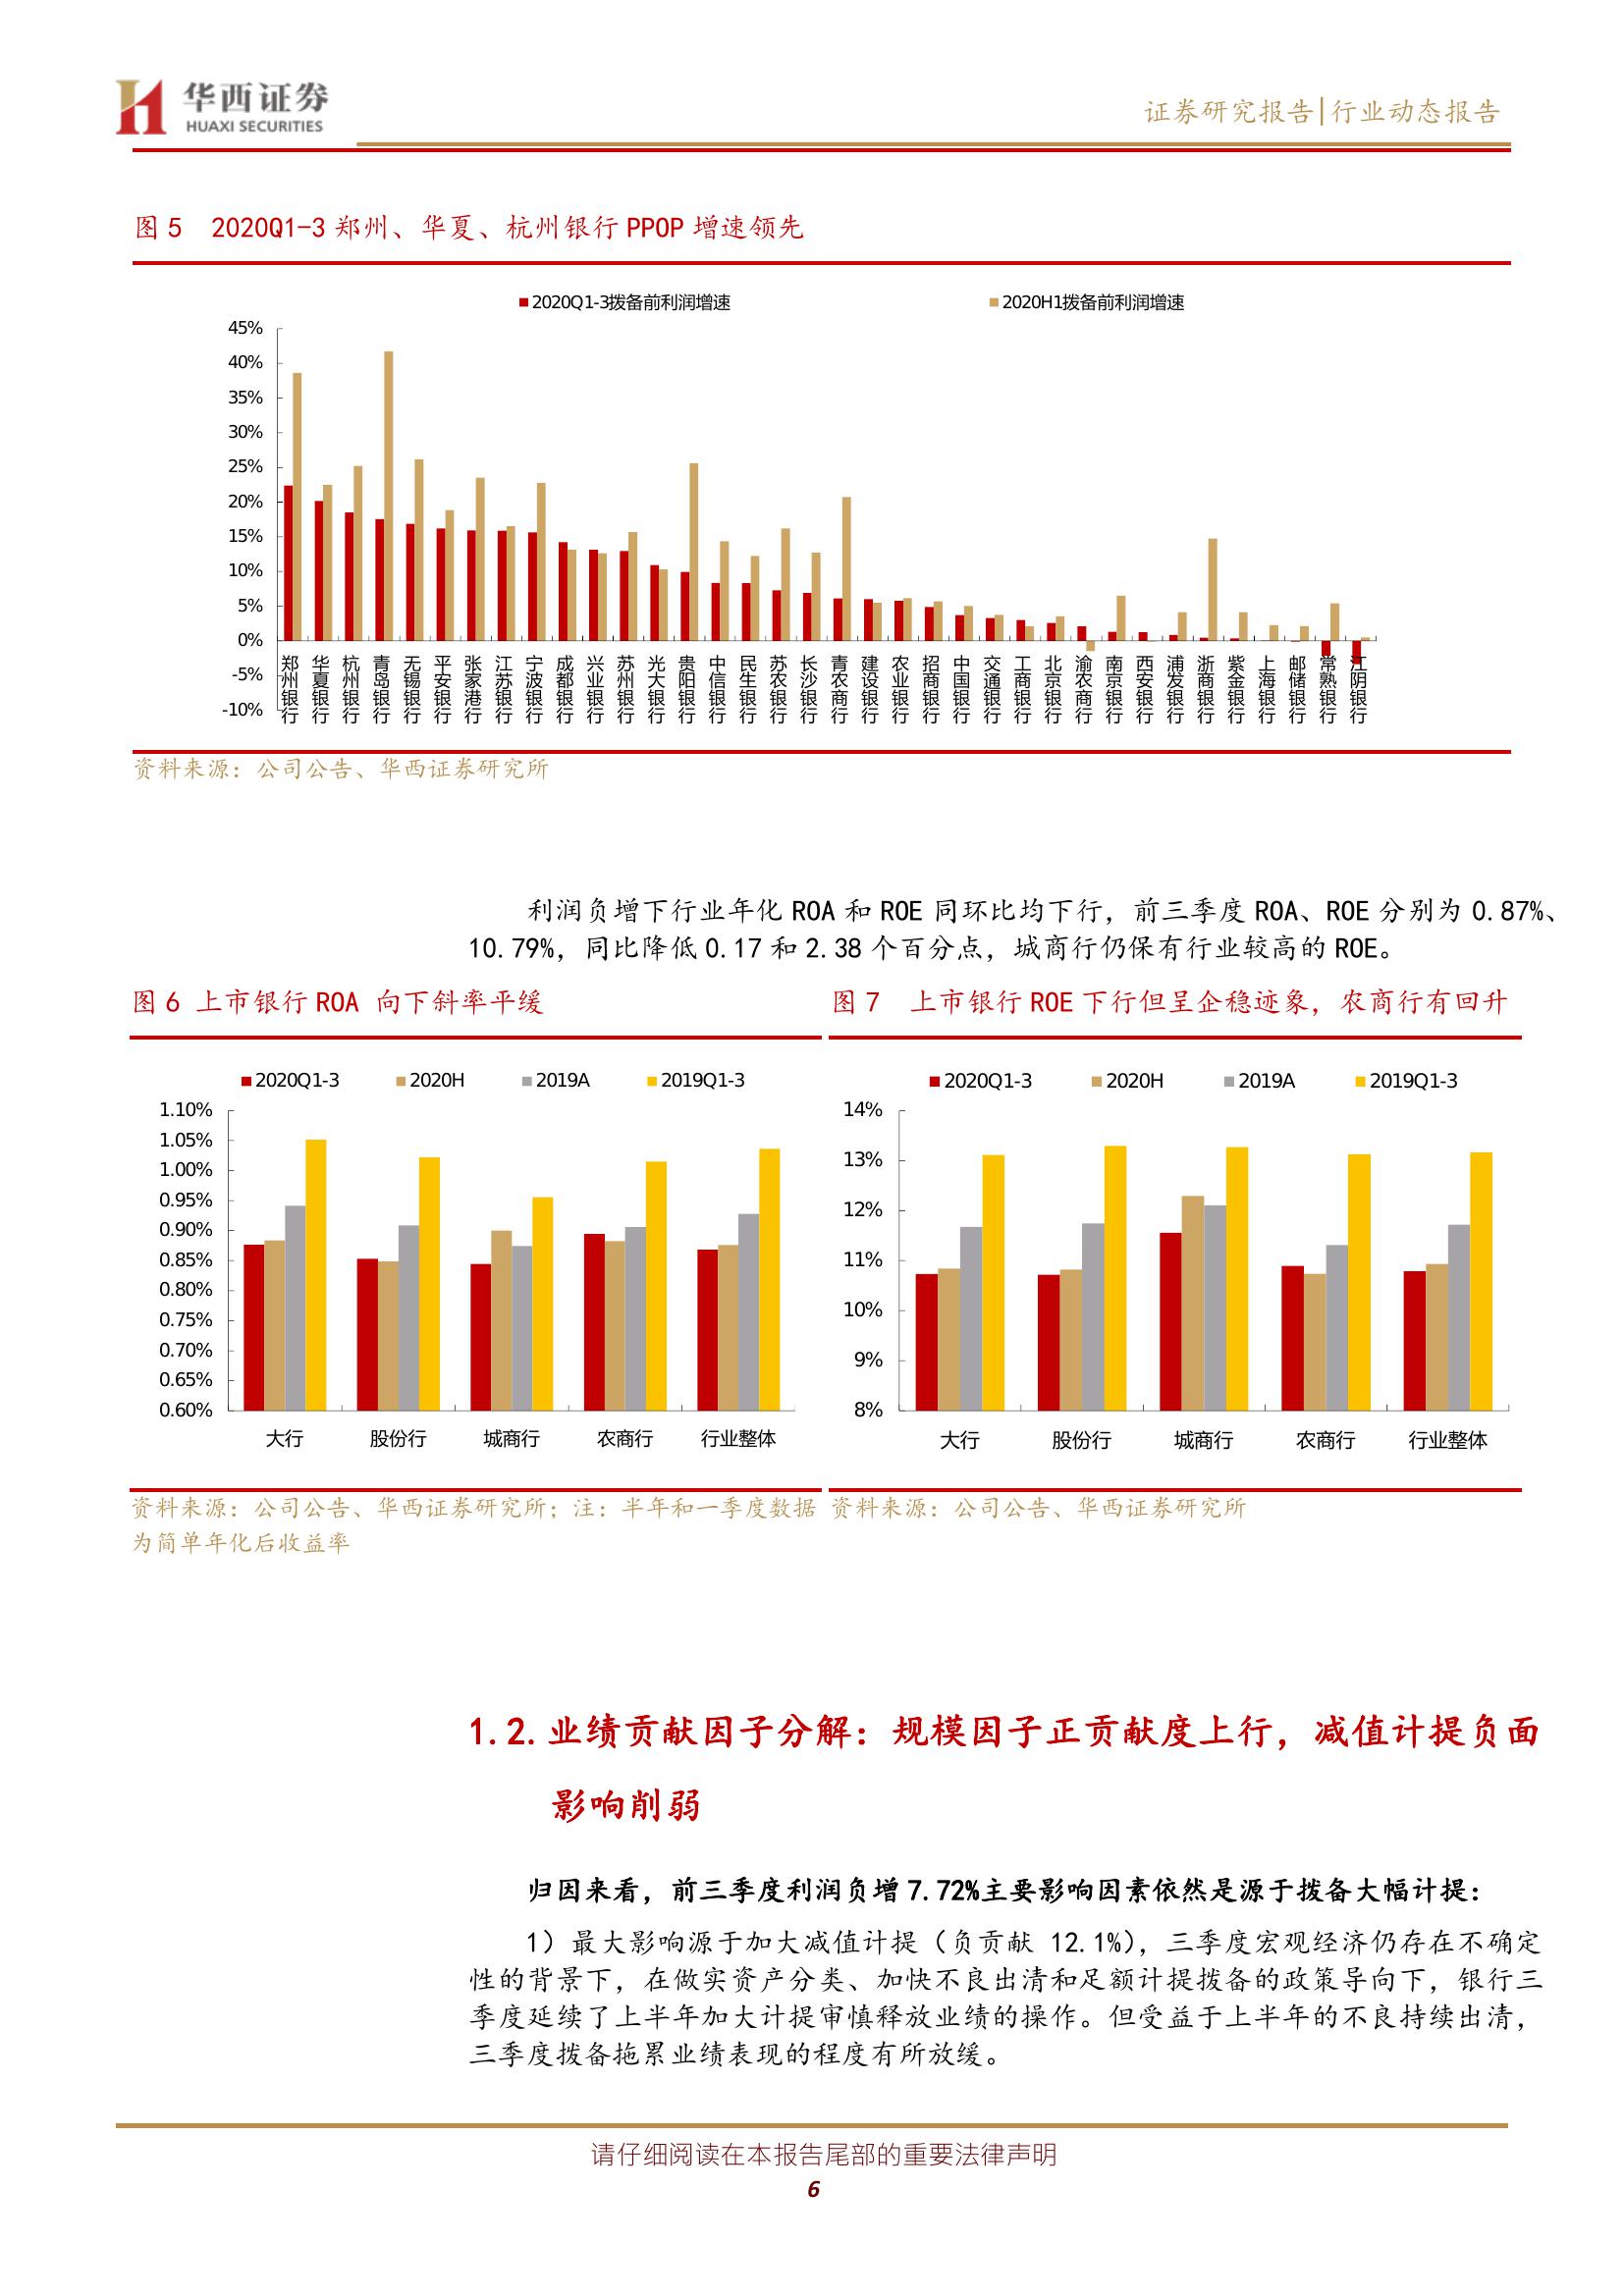 华西证券
HUAXI SECURITIES
证券研究报告|行业动态报告
图 5 2020Q1-3 郑州、华夏、杭州银行 PPOP 增速领先
2020Q1-3拨备前利润增速 2020H1拨备前利润增速
45%
40%
35%
30%
25%
20%
15%
10%
5%
0%
-5%
-10%
郑州银行 华夏银行 杭州银行 青岛银行 无锡银行 平安银行 张家港行 江苏银行 宁波银行 成都银行 兴业银行 苏州银行 光大银行 贵阳银行 中信银行 民生银行 苏农银行 长沙银行 青农商行 建设银行 农业银行 招商银行 中国银行 交通银行 工商银行 北京银行 渝农商行 南京银行 西安银行 浦发银行 浙商银行 紫金银行 上海银行 邮储银行 常熟银行 江阴银行
资料来源：公司公告、华西证券研究所
利润负增下行业年化 ROA 和 ROE 同环比均下行，前三季度 ROA、ROE 分别为 0.87%、
10.79%，同比降低 0.17 和 2.38 个百分点，城商行仍保有行业较高的 ROE。
图 6 上市银行 ROA 向下斜率平缓
2020Q1-3 2020H 2019A 2019Q1-3
1.10%
1.05%
1.00%
0.95%
0.90%
0.85%
0.80%
0.75%
0.70%
0.65%
0.60%
大行 股份行 城商行 农商行 行业整体
资料来源：公司公告、华西证券研究所；注：半年和一季度数据
为简单年化后收益率
图 7 上市银行 ROE 下行但呈企稳迹象，农商行有回升
2020Q1-3 2020H 2019A 2019Q1-3
14%
13%
12%
11%
10%
9%
8%
大行 股份行 城商行 农商行 行业整体
资料来源：公司公告、华西证券研究所
1.2.业绩贡献因子分解：规模因子正贡献度上行，减值计提负面
影响削弱
归因来看，前三季度利润负增 7.72%主要影响因素依然是源于拨备大幅计提：
1）最大影响源于加大减值计提（负贡献 12.1%），三季度宏观经济仍存在不确定
性的背景下，在做实资产分类、加快不良出清和足额计提拨备的政策导向下，银行三
季度延续了上半年加大计提审慎释放业绩的操作。但受益于上半年的不良持续出清，
三季度拨备拖累业绩表现的程度有所放缓。
请仔细阅读在本报告尾部的重要法律声明
6